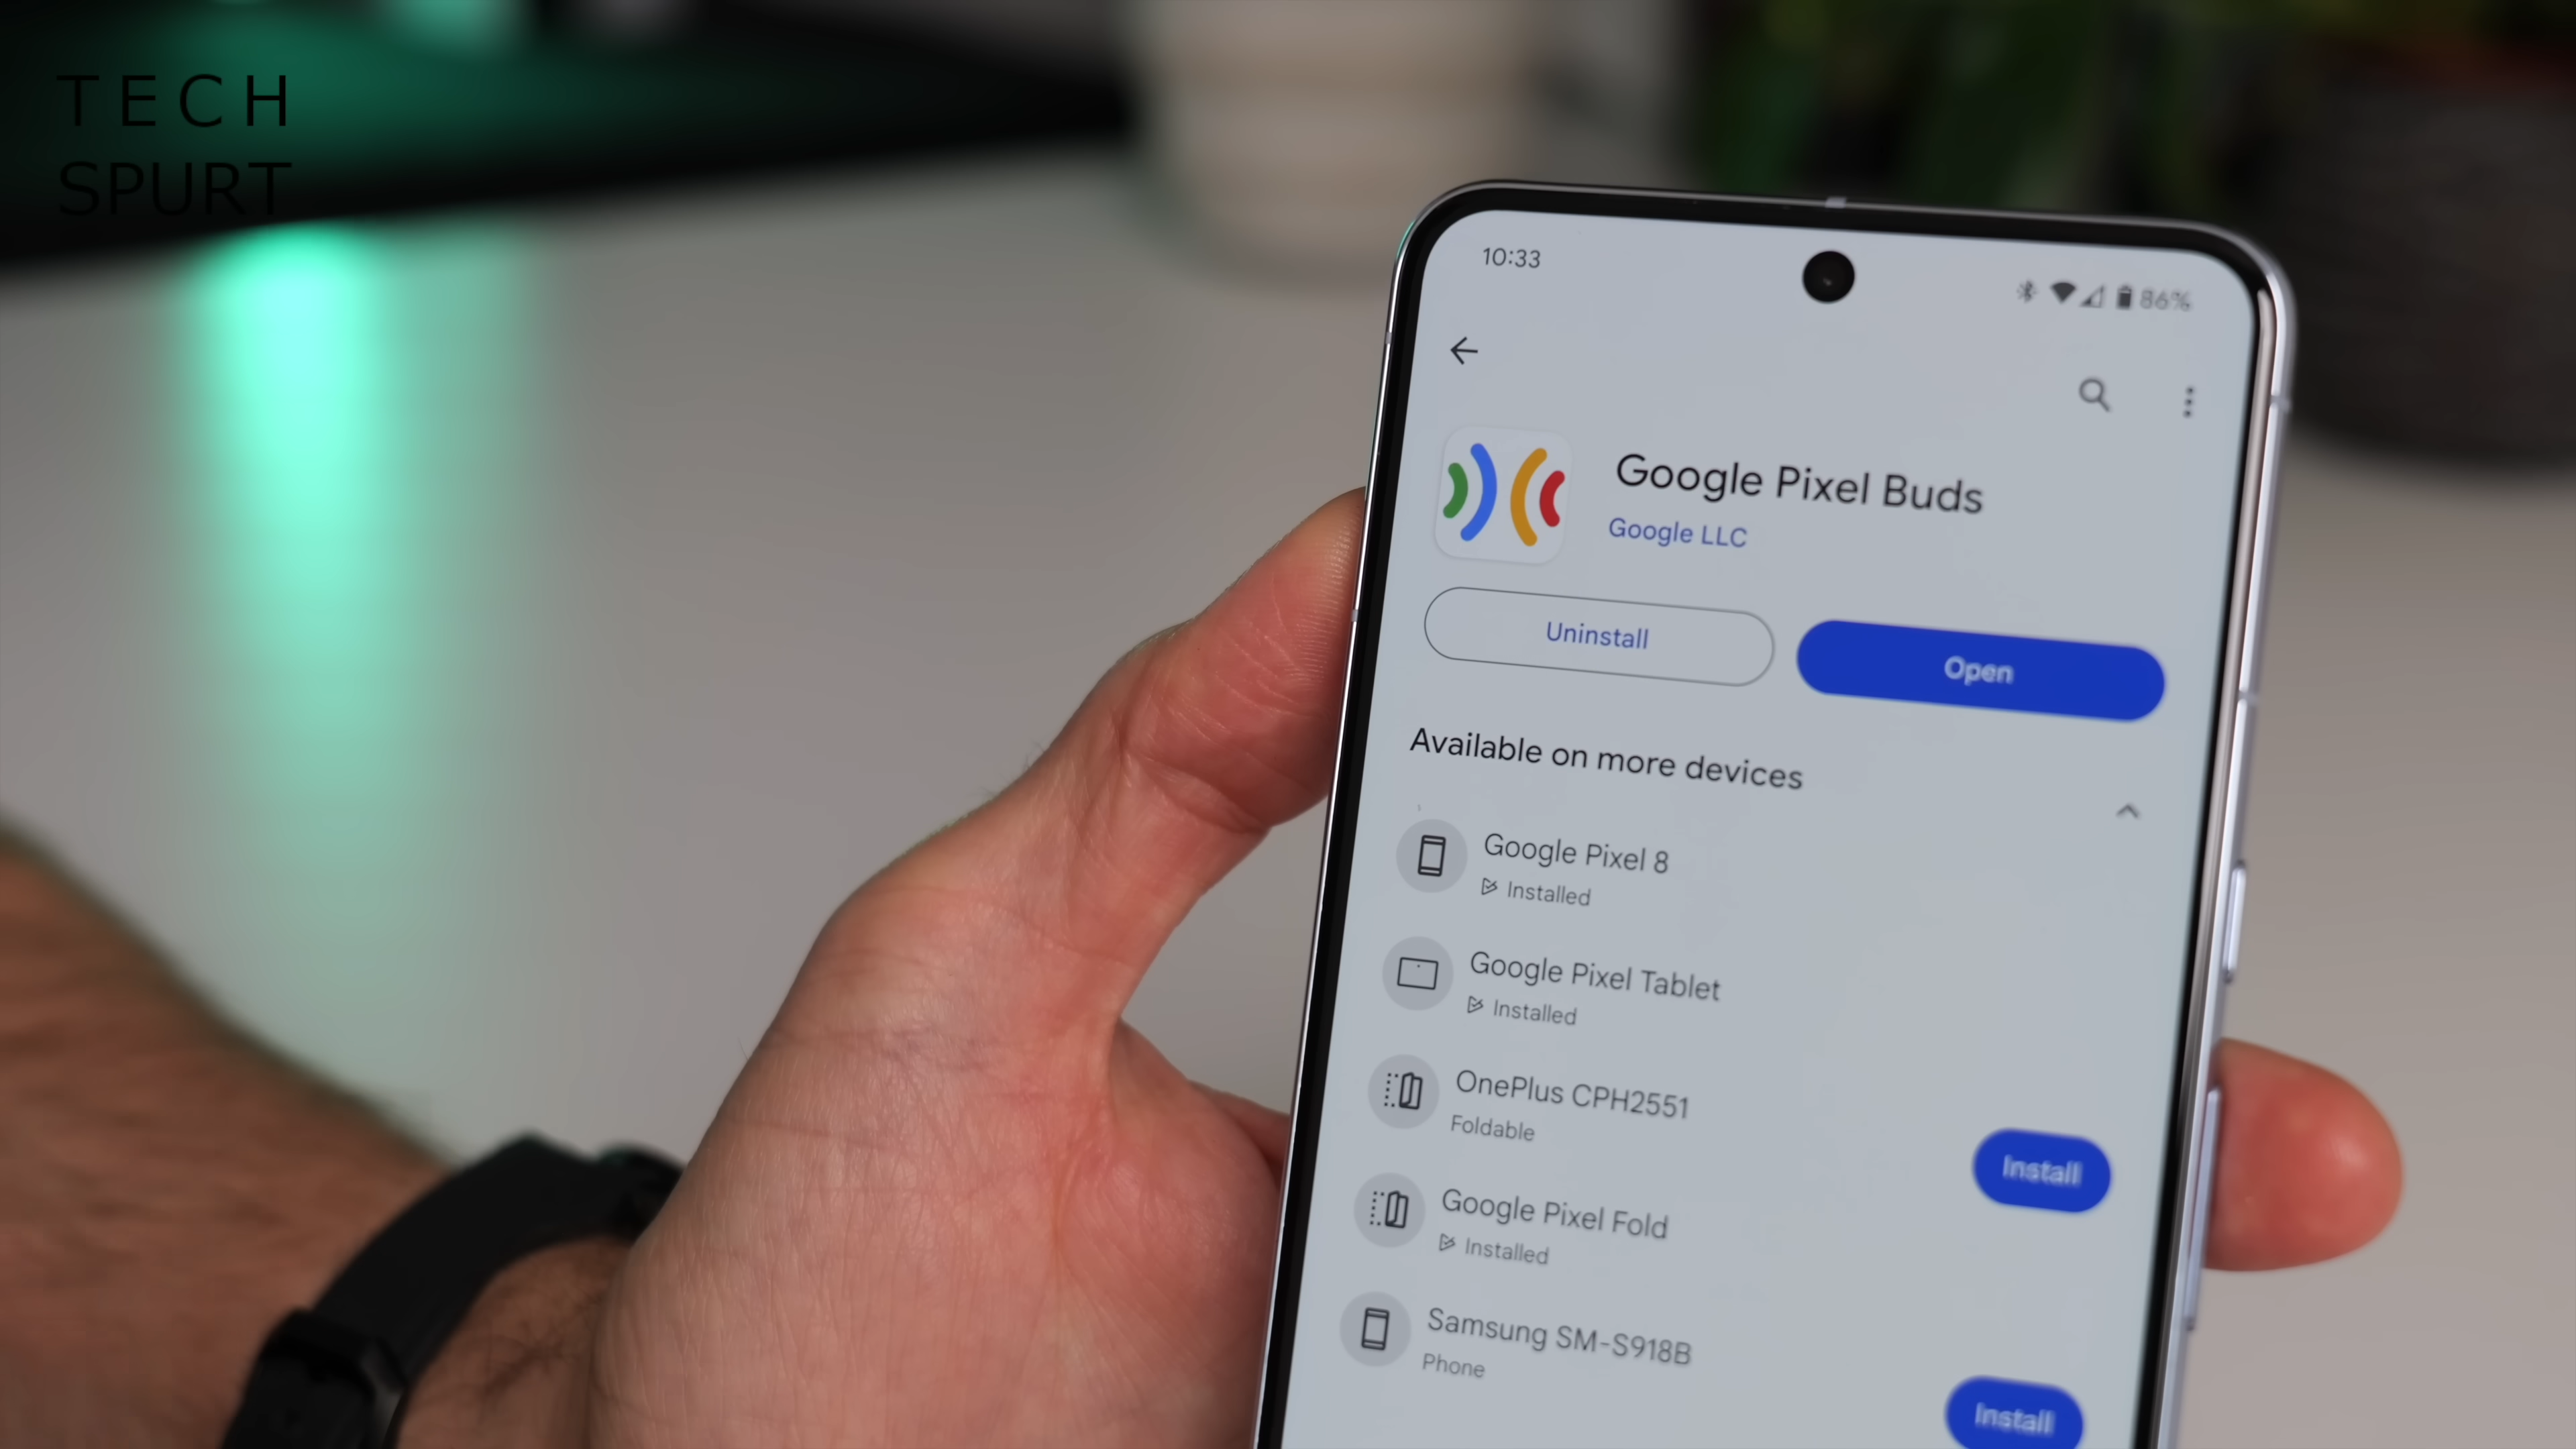 TECH
SPURT
10:33
86%
Google Pixel Buds
Google LLC
Uninstall
Open
Available on more devices
Google Pixel 8
Installed
Google Pixel Tablet
Installed
OnePlus CPH2551
Foldable
Install
Google Pixel Fold
Installed
Samsung SM-S918B
Phone
Install